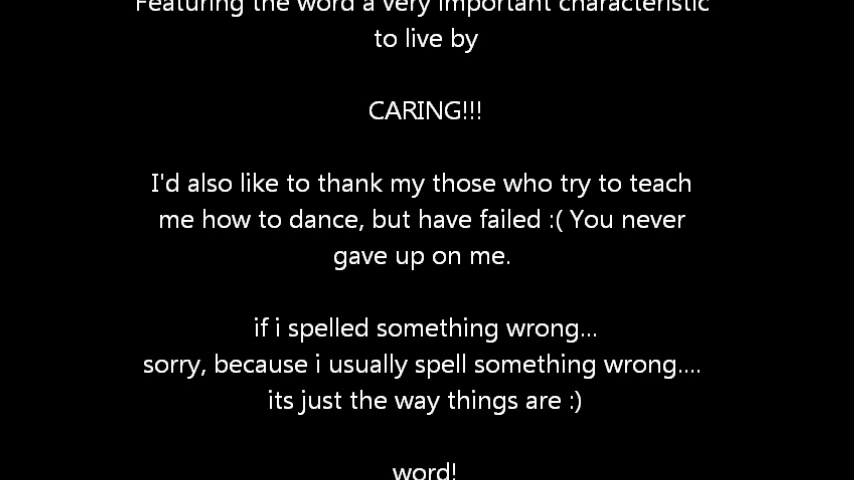 Featuring the word a very important characteristic
to live by
CARING!!!
I'd also like to thank my those who try to teach
me how to dance, but have failed :( You never
gave up on me.
if i spelled something wrong...
sorry, because i usually spell something wrong....
its just the way things are :)
word!